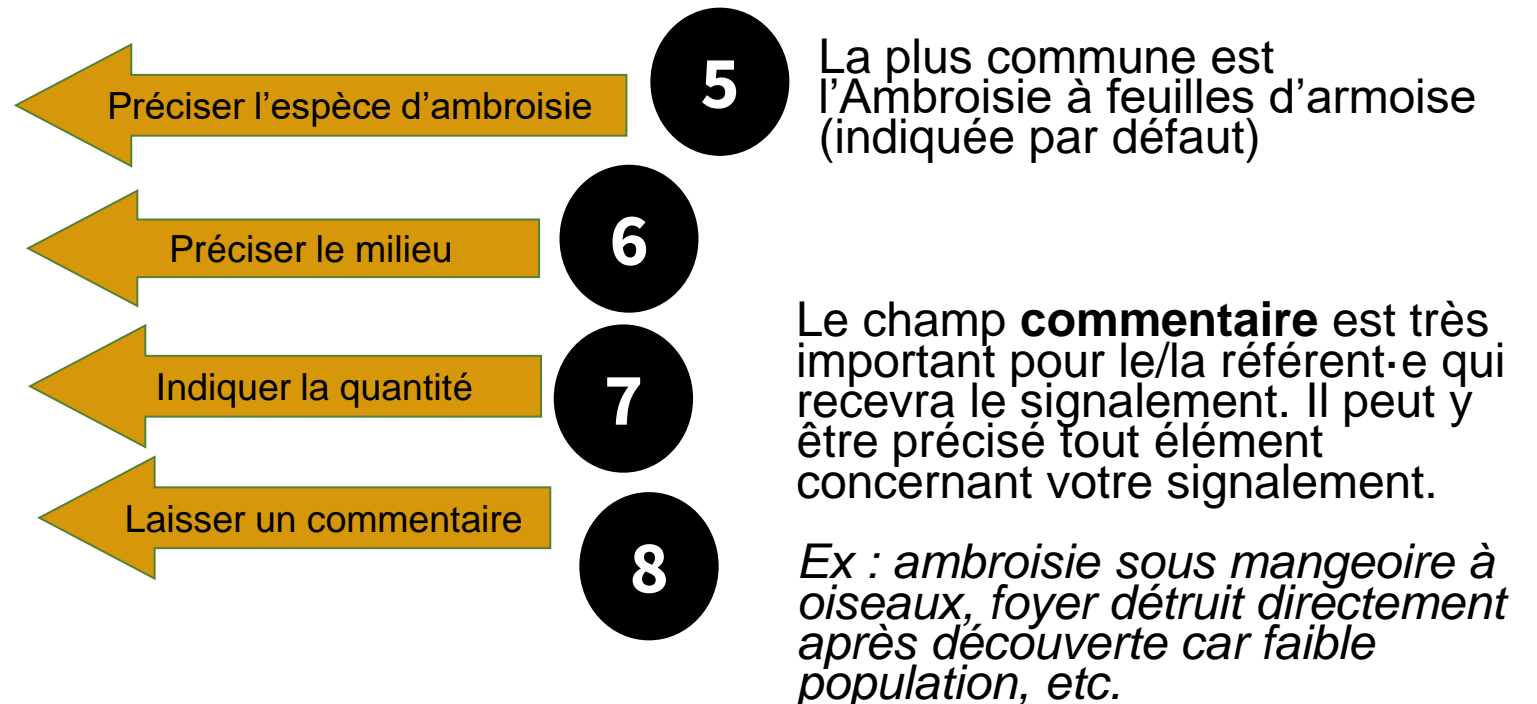 Préciser l’espèce d’ambroisie
5
La plus commune est
l’Ambroisie à feuilles d’armoise
(indiquée par défaut)
Préciser le milieu
6
Indiquer la quantité
7
Laisser un commentaire
8
Le champ commentaire est très
important pour le/la référent·e qui
recevra le signalement. Il peut y
être précisé tout élément
concernant votre signalement.
Ex : ambroisie sous mangeoire à
oiseaux, foyer détruit directement
après découverte car faible
population, etc.